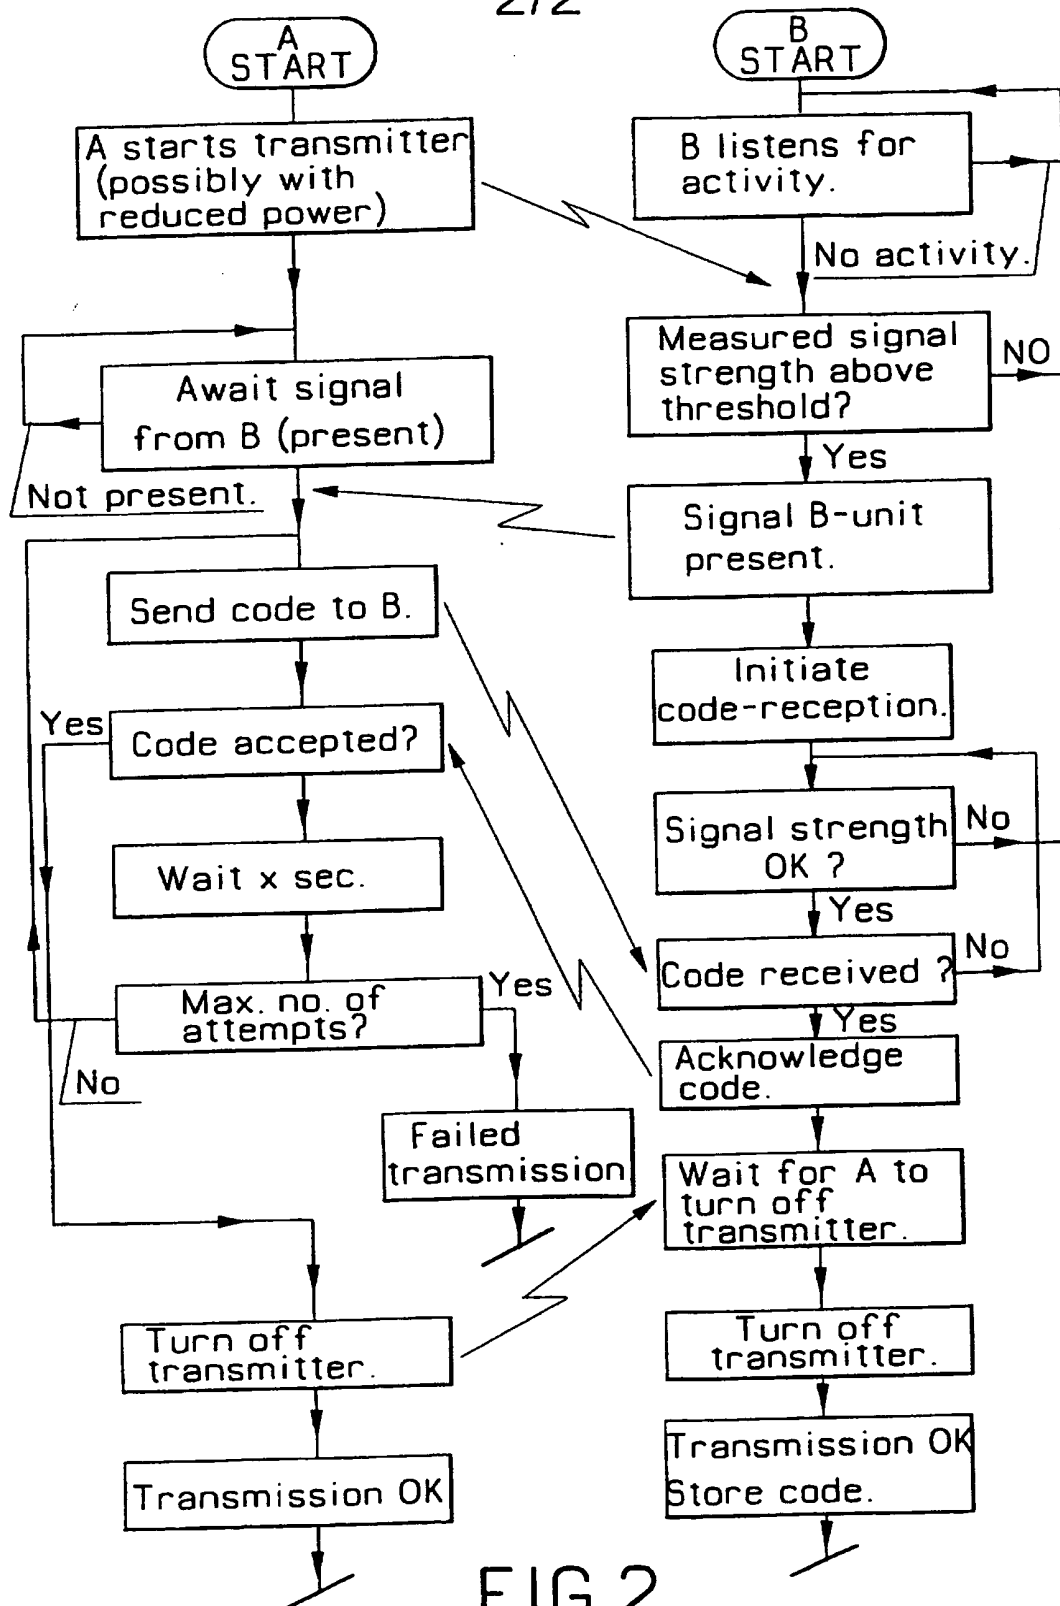 2/2
A
START
A starts transmitter
(possibly with
reduced power)
Await signal
from B (present)
Not present.
Send code to B.
Yes
Code accepted?
Wait x sec.
Max. no. of
attempts?
Yes
No
Failed
transmission
Turn off
transmitter.
Transmission OK
B
START
B listens for
activity.
No activity.
Measured signal
strength above
threshold?
NO
Yes
Signal B-unit
present.
Initiate
code-reception.
Signal strength
OK ?
No
Yes
Code received ?
No
Yes
Acknowledge
code.
Wait for A to
turn off
transmitter.
Turn off
transmitter.
Transmission OK
Store code.
FIG.2